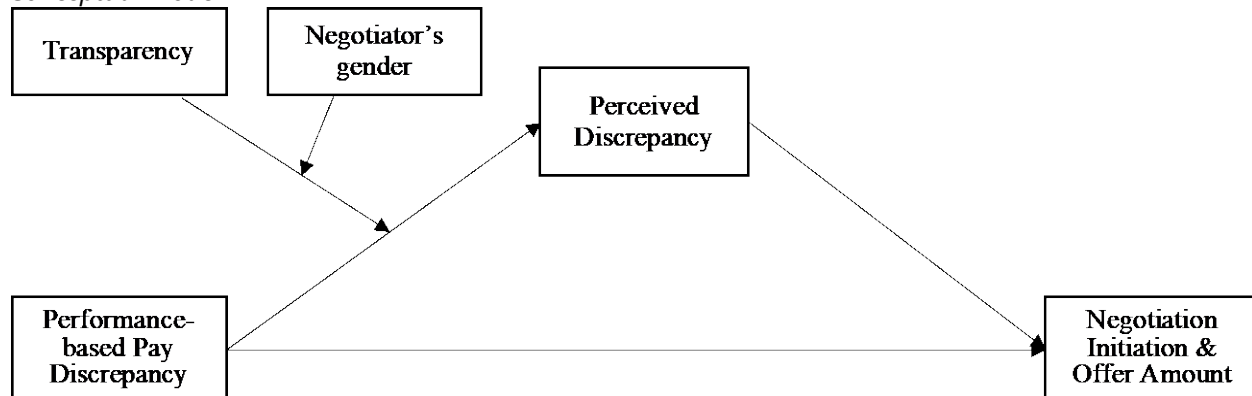 Transparency
Negotiator's
gender
Perceived
Discrepancy
Performance-
based Pay
Discrepancy
Negotiation
Initiation &
Offer Amount